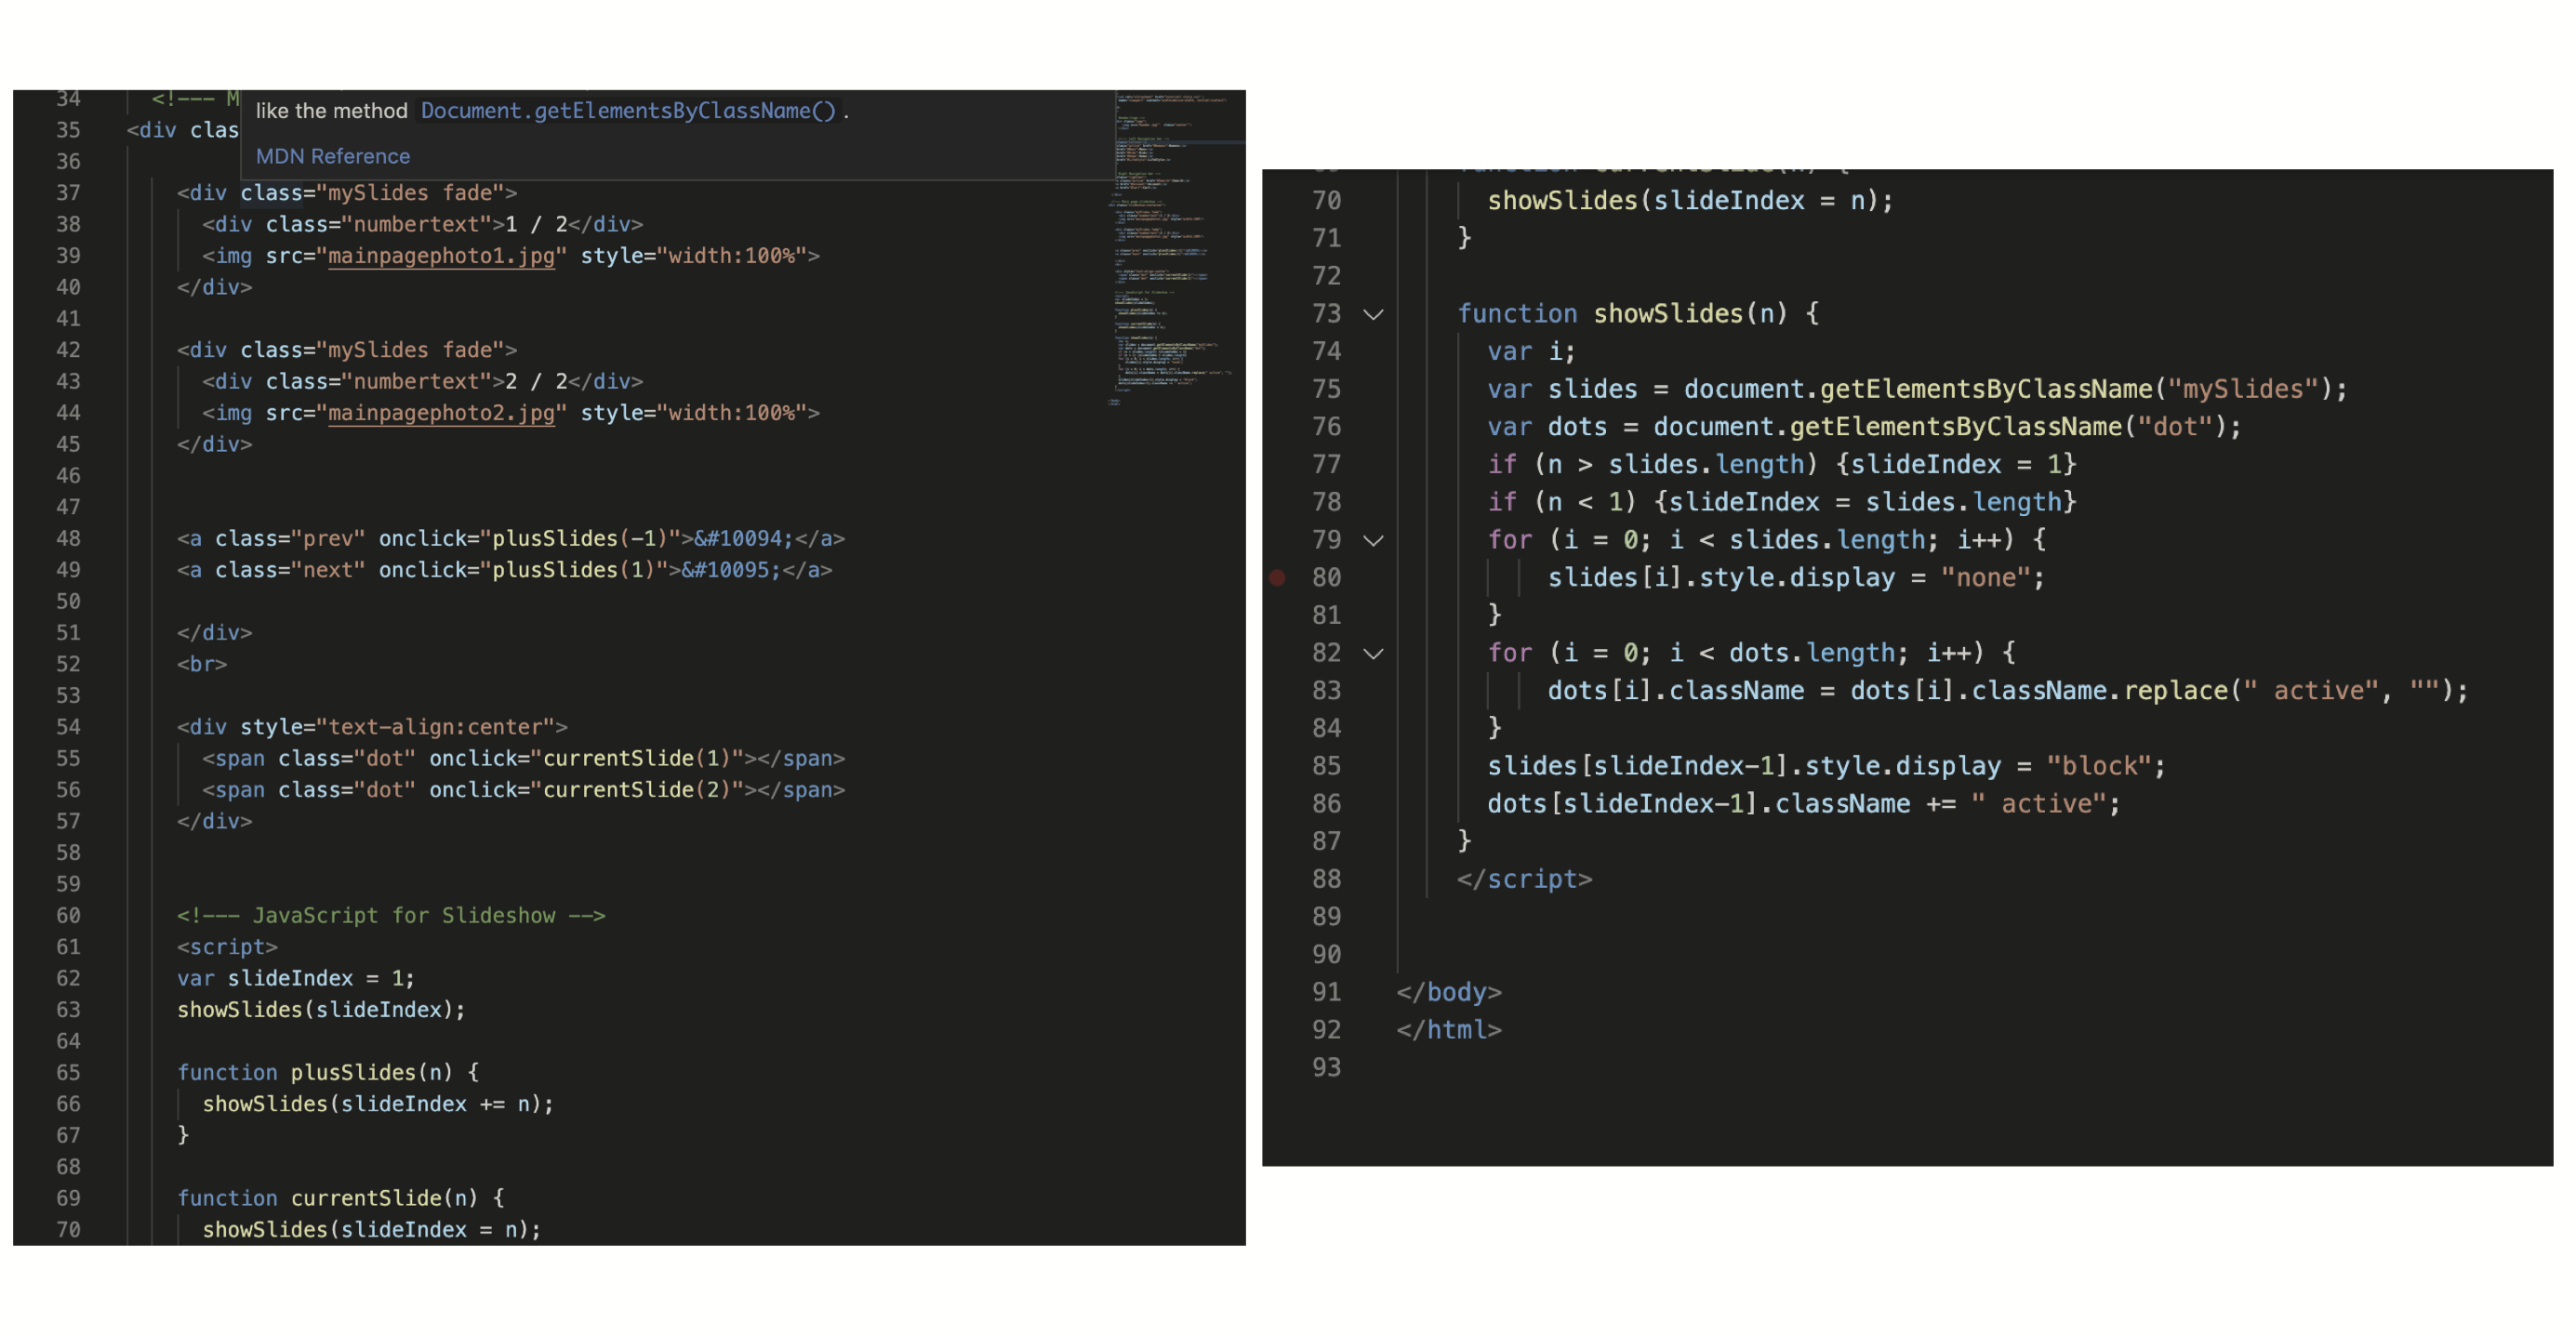 34 <!--- M
like the method Document.getElementsByClassName() .
35 <div clas
36 MDN Reference
37 <div class="mySlides fade">
38 <div class="numbertext">1 / 2</div>
39 <img src="mainpagephoto1.jpg" style="width:100%">
40 </div>
41
42 <div class="mySlides fade">
43 <div class="numbertext">2 / 2</div>
44 <img src="mainpagephoto2.jpg" style="width:100%">
45 </div>
46
47
48 <a class="prev" onclick="plusSlides(-1)">&#10094;</a>
49 <a class="next" onclick="plusSlides(1)">&#10095;</a>
50
51 </div>
52 <br>
53
54 <div style="text-align:center">
55 <span class="dot" onclick="currentSlide(1)"></span>
56 <span class="dot" onclick="currentSlide(2)"></span>
57 </div>
58
59
60 <!--- JavaScript for Slideshow -->
61 <script>
62 var slideIndex = 1;
63 showSlides(slideIndex);
64
65 function plusSlides(n) {
66 showSlides(slideIndex += n);
67 }
68
69 function currentSlide(n) {
70 showSlides(slideIndex = n);
70 showSlides(slideIndex = n);
71 }
72
73 function showSlides(n) {
74 var i;
75 var slides = document.getElementsByClassName("mySlides");
76 var dots = document.getElementsByClassName("dot");
77 if (n > slides.length) {slideIndex = 1}
78 if (n < 1) {slideIndex = slides.length}
79 for (i = 0; i < slides.length; i++) {
80 slides[i].style.display = "none";
81 }
82 for (i = 0; i < dots.length; i++) {
83 dots[i].className = dots[i].className.replace(" active", "");
84 }
85 slides[slideIndex-1].style.display = "block";
86 dots[slideIndex-1].className += " active";
87 }
88 </script>
89
90
91 </body>
92 </html>
93